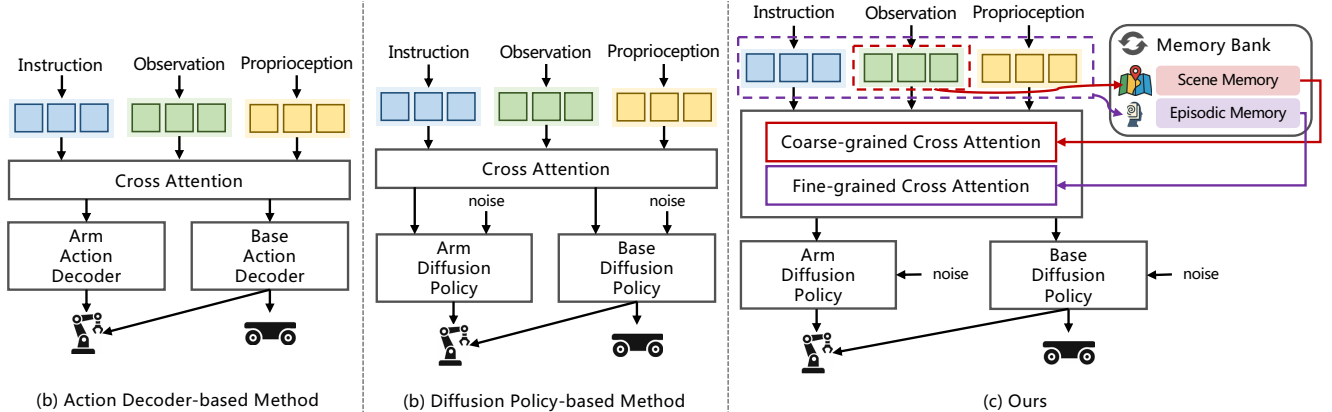 Instruction
Observation
Proprioception
Cross Attention
Arm
Action
Decoder
Base
Action
Decoder
(b) Action Decoder-based Method
Instruction
Observation
Proprioception
Cross Attention
noise
noise
Arm
Diffusion
Policy
Base
Diffusion
Policy
(b) Diffusion Policy-based Method
Instruction
Observation
Proprioception
Memory Bank
Scene Memory
Episodic Memory
Coarse-grained Cross Attention
Fine-grained Cross Attention
Arm
Diffusion
Policy
noise
Base
Diffusion
Policy
noise
(c) Ours